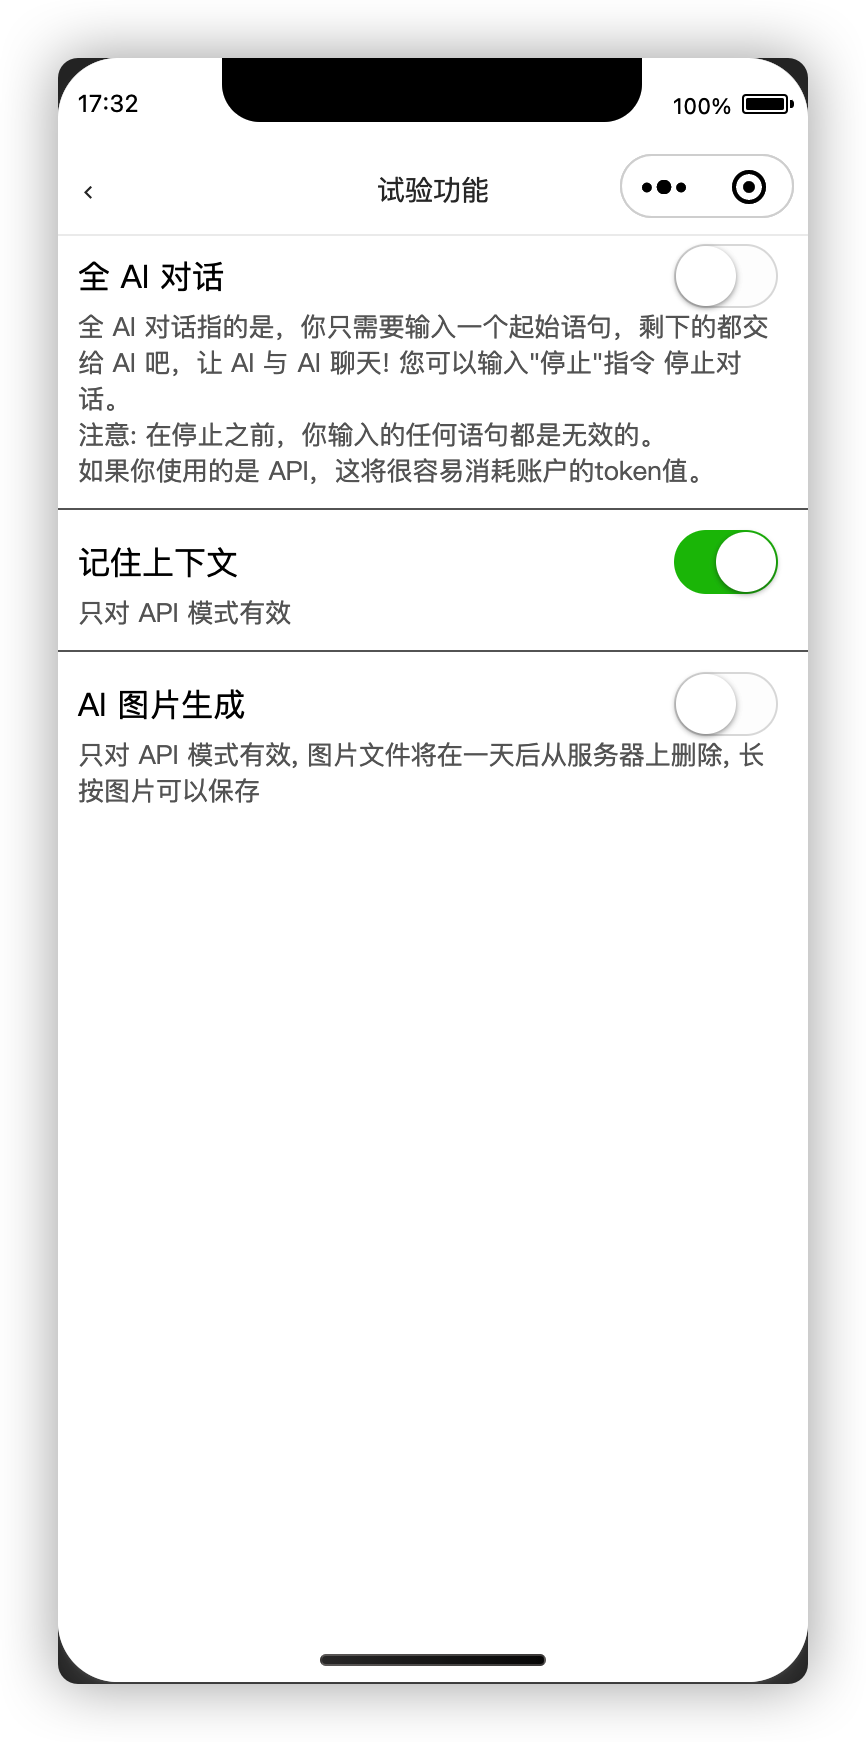 17:32
100%
试验功能
全 AI 对话
全 AI 对话指的是，你只需要输入一个起始语句，剩下的都交
给 AI 吧，让 AI 与 AI 聊天! 您可以输入"停止"指令 停止对
话。
注意: 在停止之前，你输入的任何语句都是无效的。
如果你使用的是 API，这将很容易消耗账户的token值。
记住上下文
只对 API 模式有效
AI 图片生成
只对 API 模式有效, 图片文件将在一天后从服务器上删除, 长
按图片可以保存